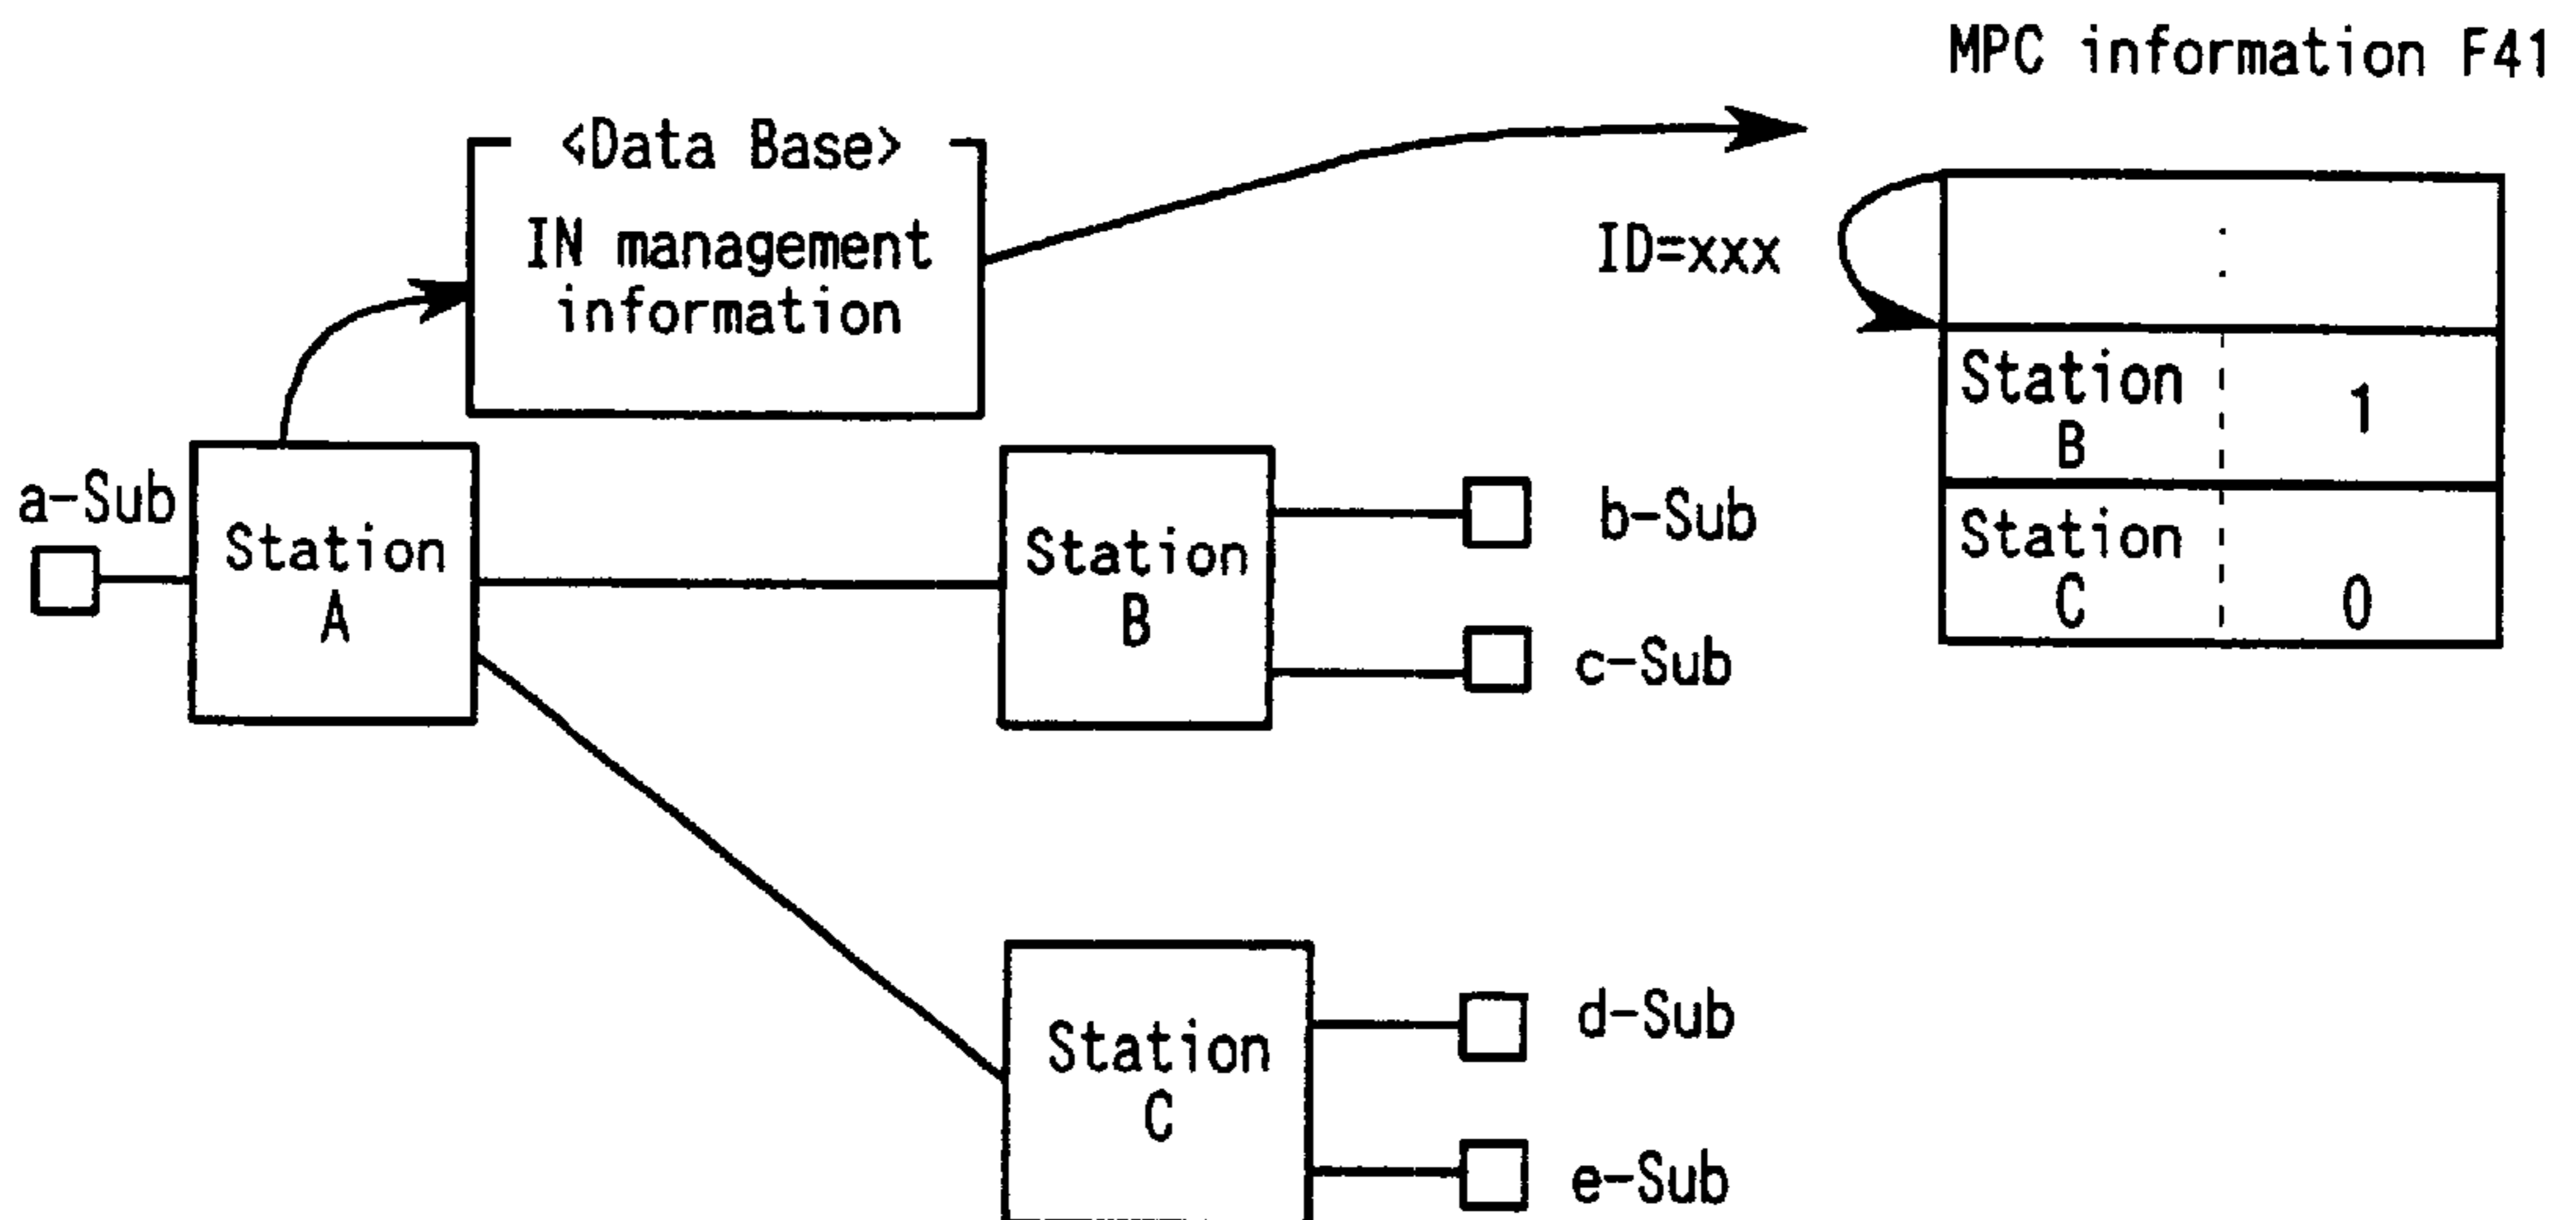 MPC information F41
<Data Base>
IN management
information
ID=xxx
Station
B
1
Station
C
0
a-Sub
Station
A
Station
B
b-Sub
c-Sub
Station
C
d-Sub
e-Sub